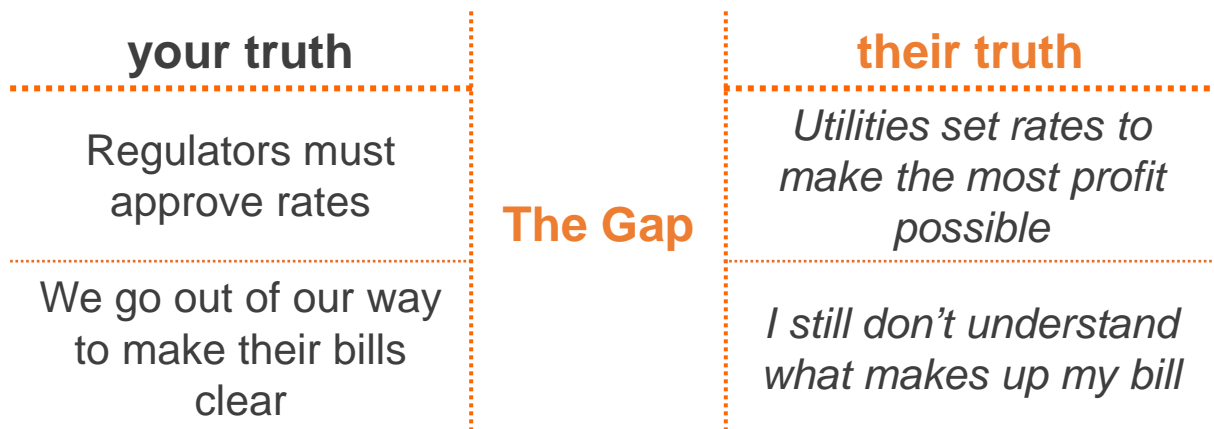 your truth
their truth
Regulators must
approve rates
The Gap
Utilities set rates to
make the most profit
possible
We go out of our way
to make their bills
clear
I still don’t understand
what makes up my bill